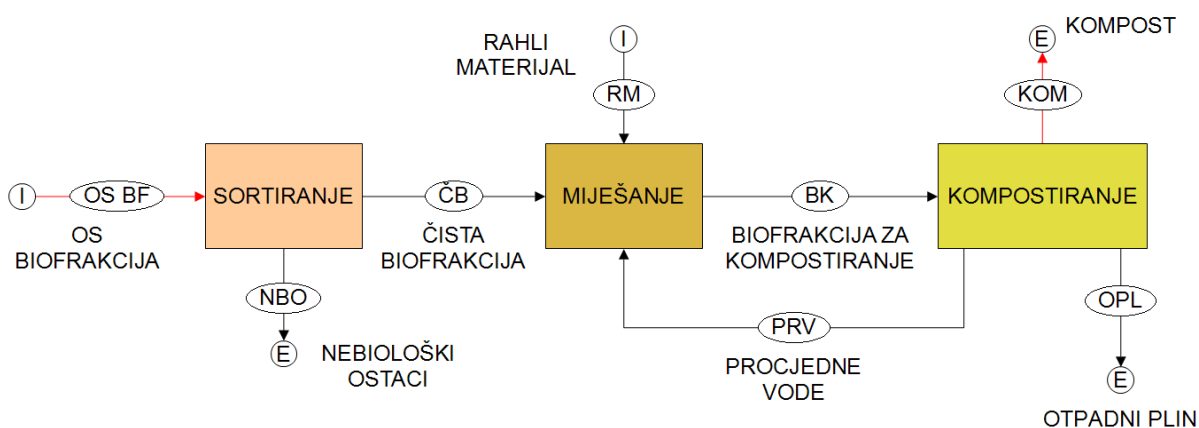 RAHLI
MATERIJAL
I
RM
E
KOMPOST
KOM
I
OS BF
SORTIRANJE
ČB
MIJEŠANJE
BK
KOMPOSTIRANJE
OS
BIOFRAKCIJA
ČISTA
BIOFRAKCIJA
BIOFRAKCIJA ZA
KOMPOSTIRANJE
NBO
E
NEBIOLOŠKI
OSTACI
PRV
PROCJEDNE
VODE
OPL
E
OTPADNI PLIN